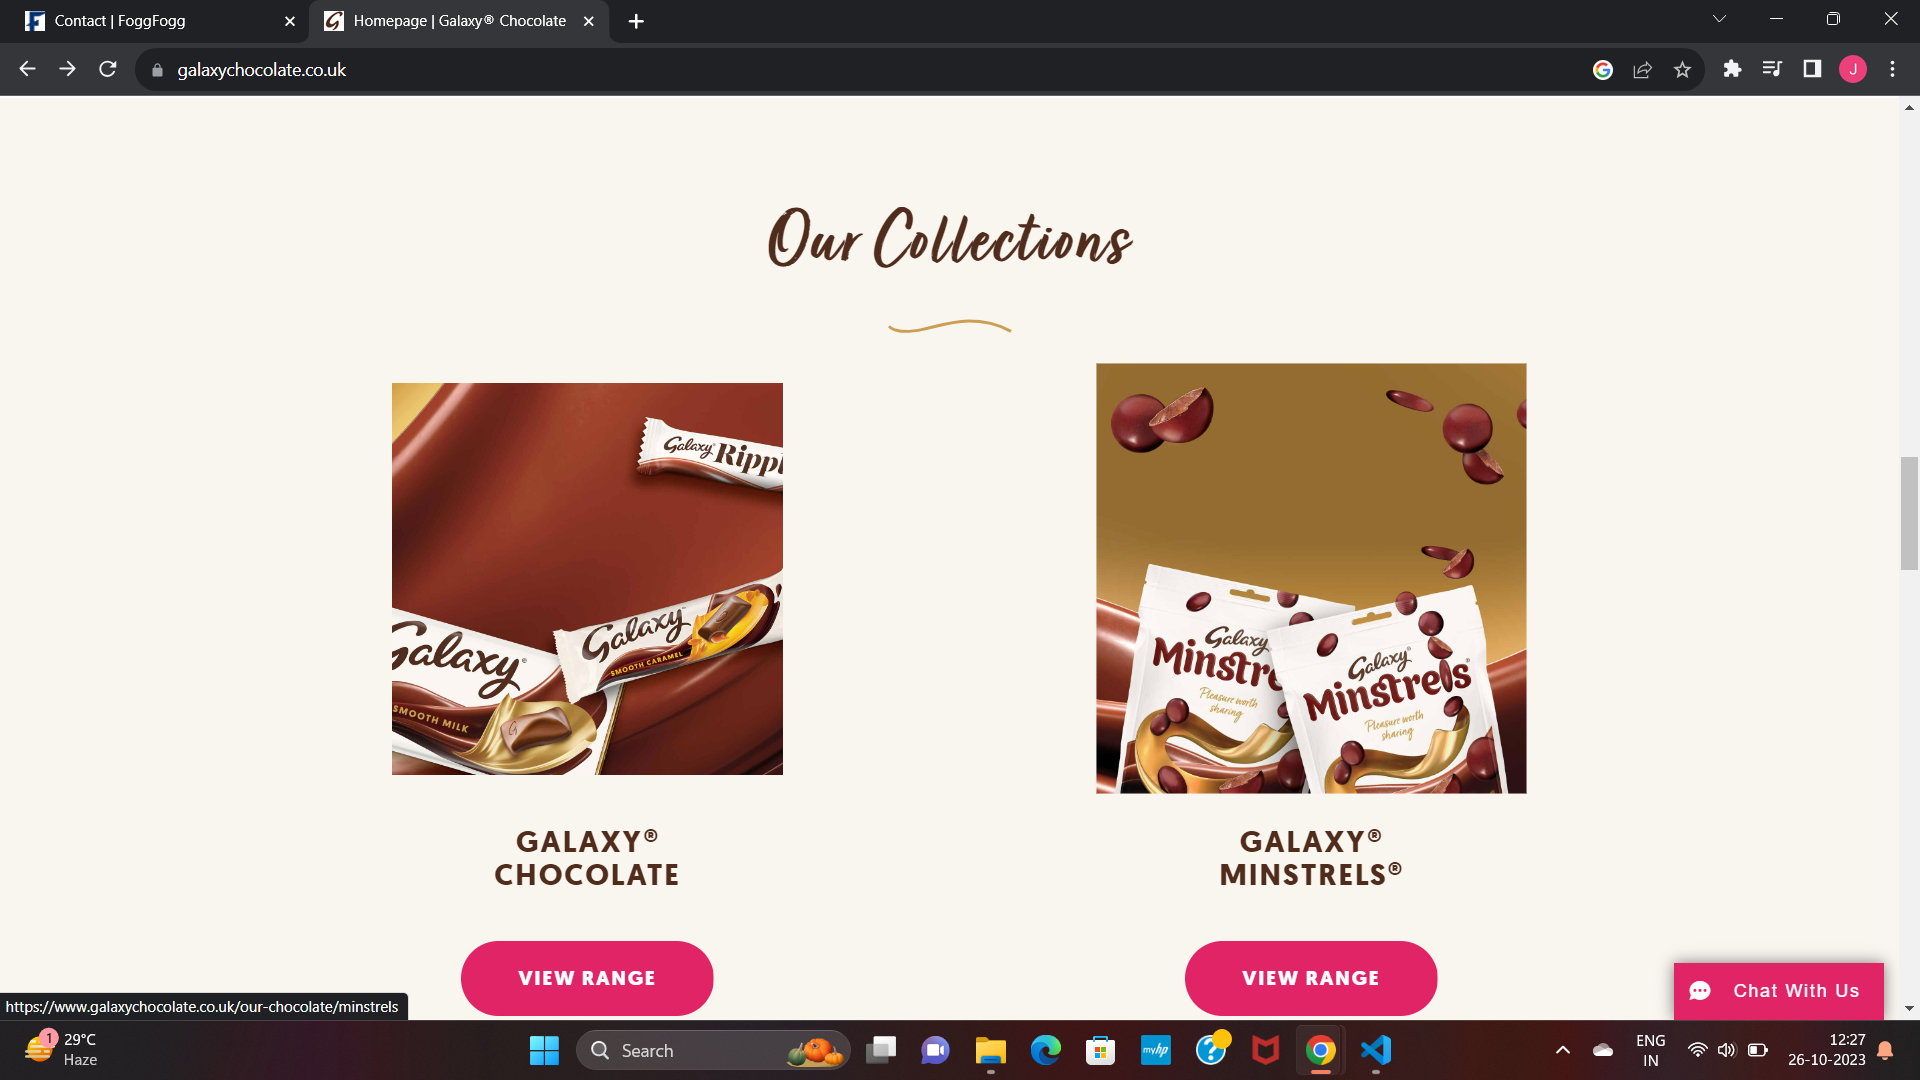 Contact | FoggFogg
Homepage | Galaxy® Chocolate
galaxychocolate.co.uk
J
Our Collections
Galaxy Rippl
Galaxy
SMOOTH CARAMEL
Galaxy®
SMOOTH MILK
Galaxy
Minstre
Pleasure worth
sharing
Galaxy®
Minstrels®
Pleasure worth
sharing
GALAXY®
CHOCOLATE
GALAXY®
MINSTRELS®
VIEW RANGE
VIEW RANGE
Chat With Us
https://www.galaxychocolate.co.uk/our-chocolate/minstrels
1
29°C
Haze
Search
myhp
ENG
IN
12:27
26-10-2023